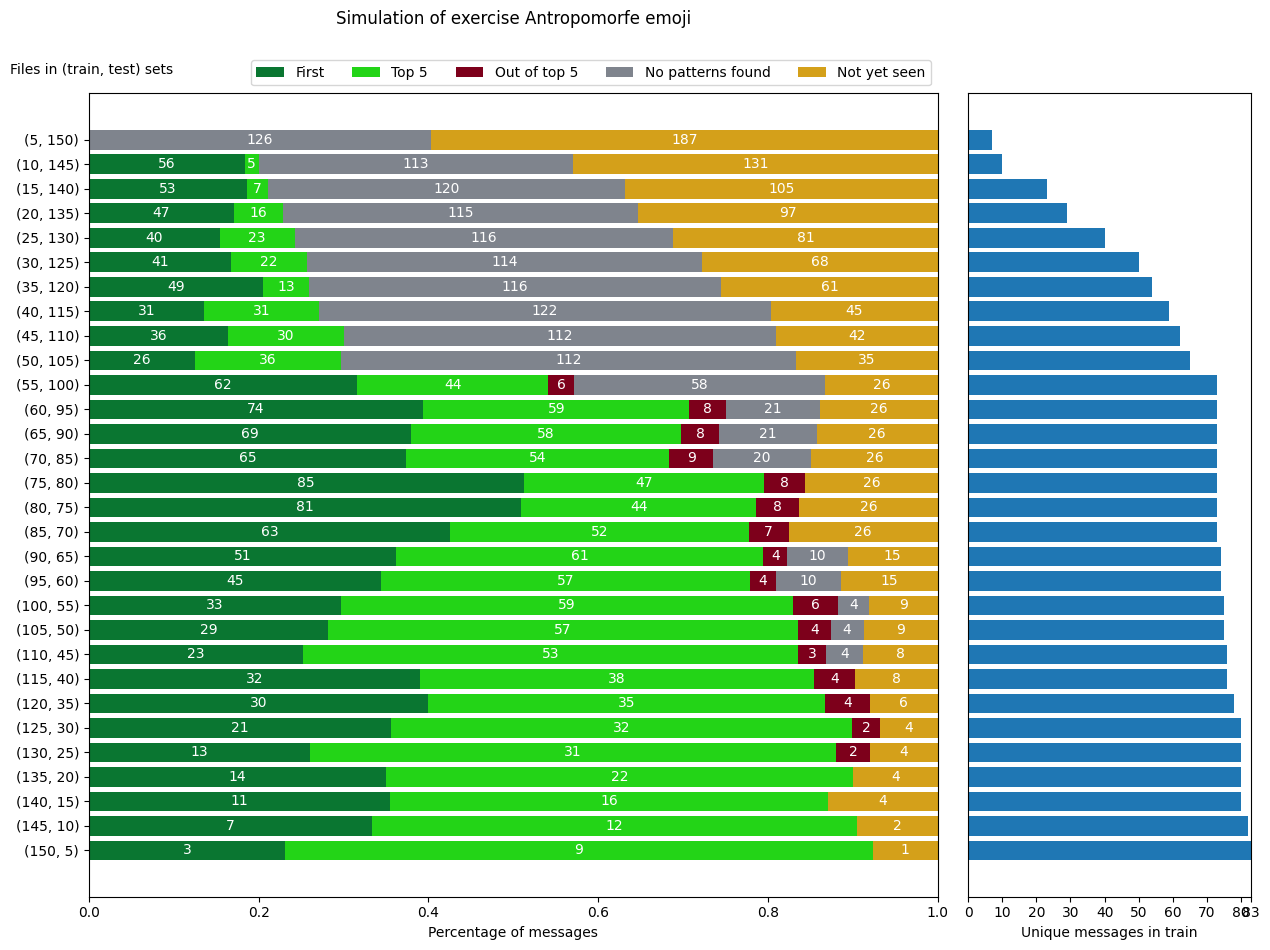 Simulation of exercise Antropomorfe emoji
Files in (train, test) sets
First Top 5 Out of top 5 No patterns found Not yet seen
(5, 150) 126 187
(10, 145) 56 5 113 131
(15, 140) 53 7 120 105
(20, 135) 47 16 115 97
(25, 130) 40 23 116 81
(30, 125) 41 22 114 68
(35, 120) 49 13 116 61
(40, 115) 31 31 122 45
(45, 110) 36 30 112 42
(50, 105) 26 36 112 35
(55, 100) 62 44 6 58 26
(60, 95) 74 59 8 21 26
(65, 90) 69 58 8 21 26
(70, 85) 65 54 9 20 26
(75, 80) 85 47 8 26
(80, 75) 81 44 8 26
(85, 70) 63 52 7 26
(90, 65) 51 61 4 10 15
(95, 60) 45 57 4 10 15
(100, 55) 33 59 6 4 9
(105, 50) 29 57 4 4 9
(110, 45) 23 53 3 4 8
(115, 40) 32 38 4 8
(120, 35) 30 35 4 6
(125, 30) 21 32 2 4
(130, 25) 13 31 2 4
(135, 20) 14 22 4
(140, 15) 11 16 4
(145, 10) 7 12 2
(150, 5) 3 9 1
0.0 0.2 0.4 0.6 0.8 1.0
Percentage of messages
0 10 20 30 40 50 60 70 80 83
Unique messages in train